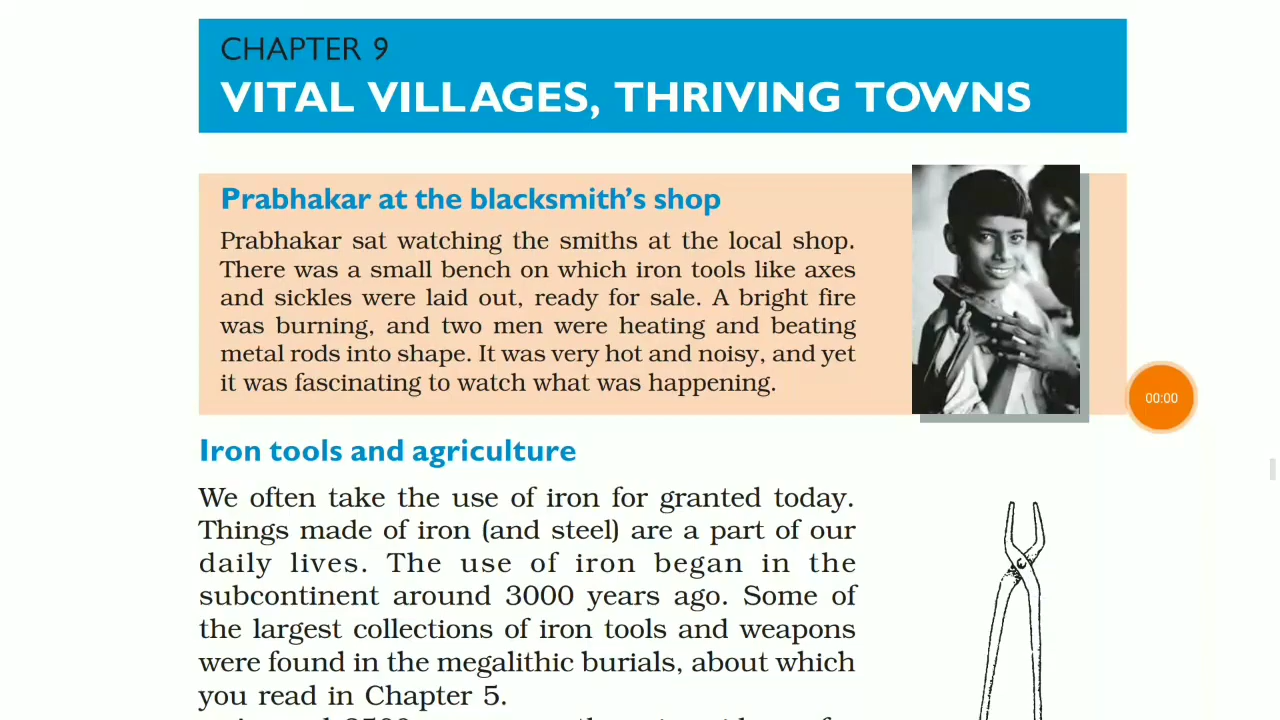 CHAPTER 9
VITAL VILLAGES, THRIVING TOWNS
Prabhakar at the blacksmith's shop
Prabhakar sat watching the smiths at the local shop.
There was a small bench on which iron tools like axes
and sickles were laid out, ready for sale. A bright fire
was burning, and two men were heating and beating
metal rods into shape. It was very hot and noisy, and yet
it was fascinating to watch what was happening.
00:00
Iron tools and agriculture
We often take the use of iron for granted today.
Things made of iron (and steel) are a part of our
daily lives. The use of iron began in the
subcontinent around 3000 years ago. Some of
the largest collections of iron tools and weapons
were found in the megalithic burials, about which
you read in Chapter 5.